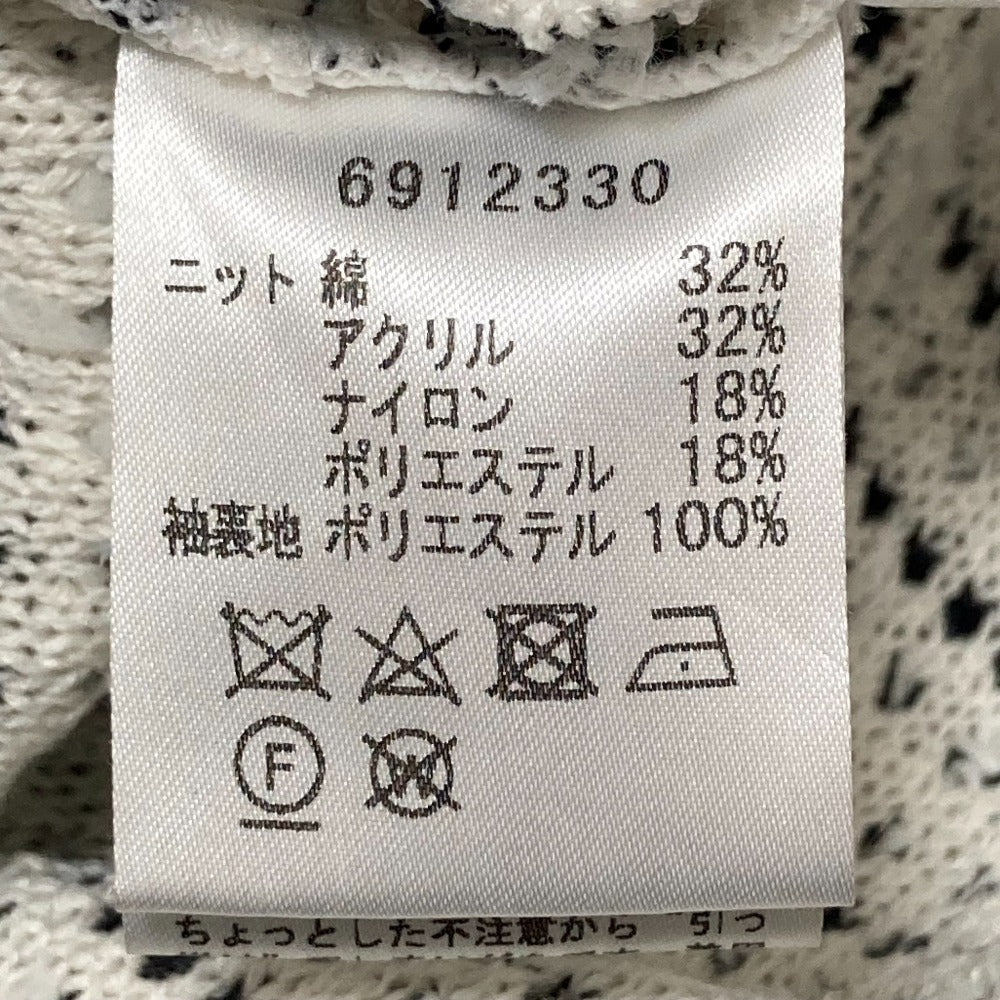 6912330
ニット 綿 32%
アクリル 32%
ナイロン 18%
ポリエステル 18%
袖裏地 ポリエステル 100%
F
W
ちょっとした不注意から 引っ